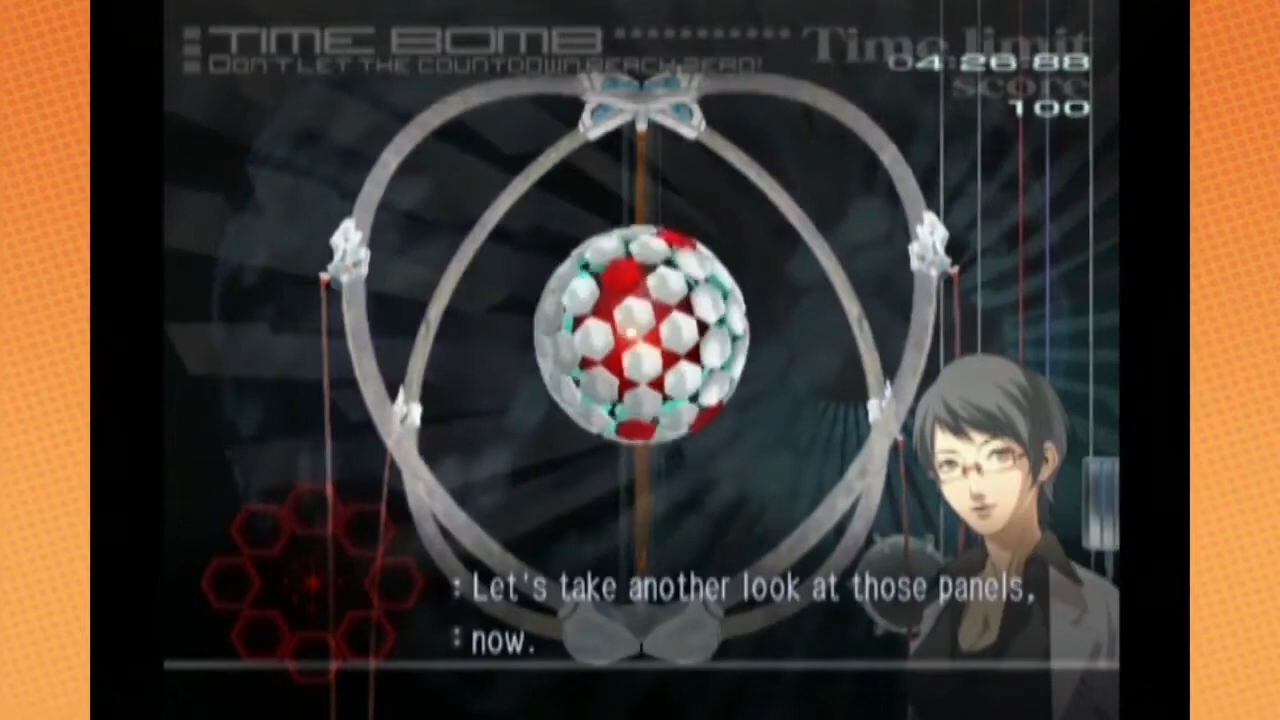 TIME BOMB
DON'T LET THE COUNTDOWN REACH ZERO!
Time limit
04:26:88
score
100
: Let's take another look at those panels,
: now.